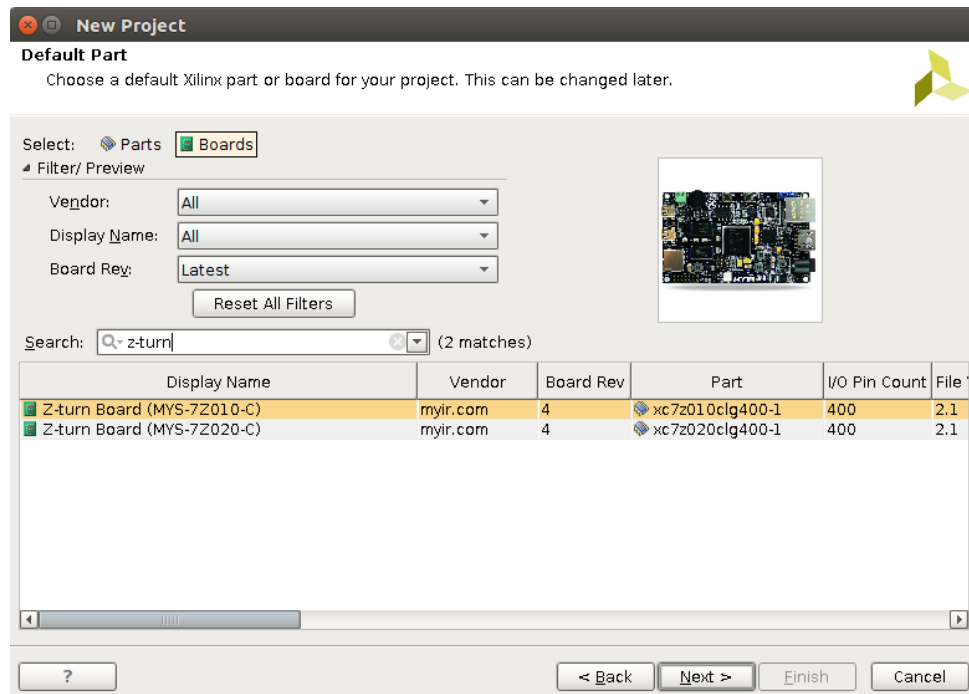 New Project
Default Part
Choose a default Xilinx part or board for your project. This can be changed later.
Select: Parts Boards
Filter/ Preview
Vendor: All
Display Name: All
Board Rev: Latest
Reset All Filters
Search: z-turn (2 matches)
Display Name Vendor Board Rev Part I/O Pin Count File
Z-turn Board (MYS-7Z010-C) myir.com 4 xc7z010clg400-1 400 2.1
Z-turn Board (MYS-7Z020-C) myir.com 4 xc7z020clg400-1 400 2.1
? < Back Next > Finish Cancel